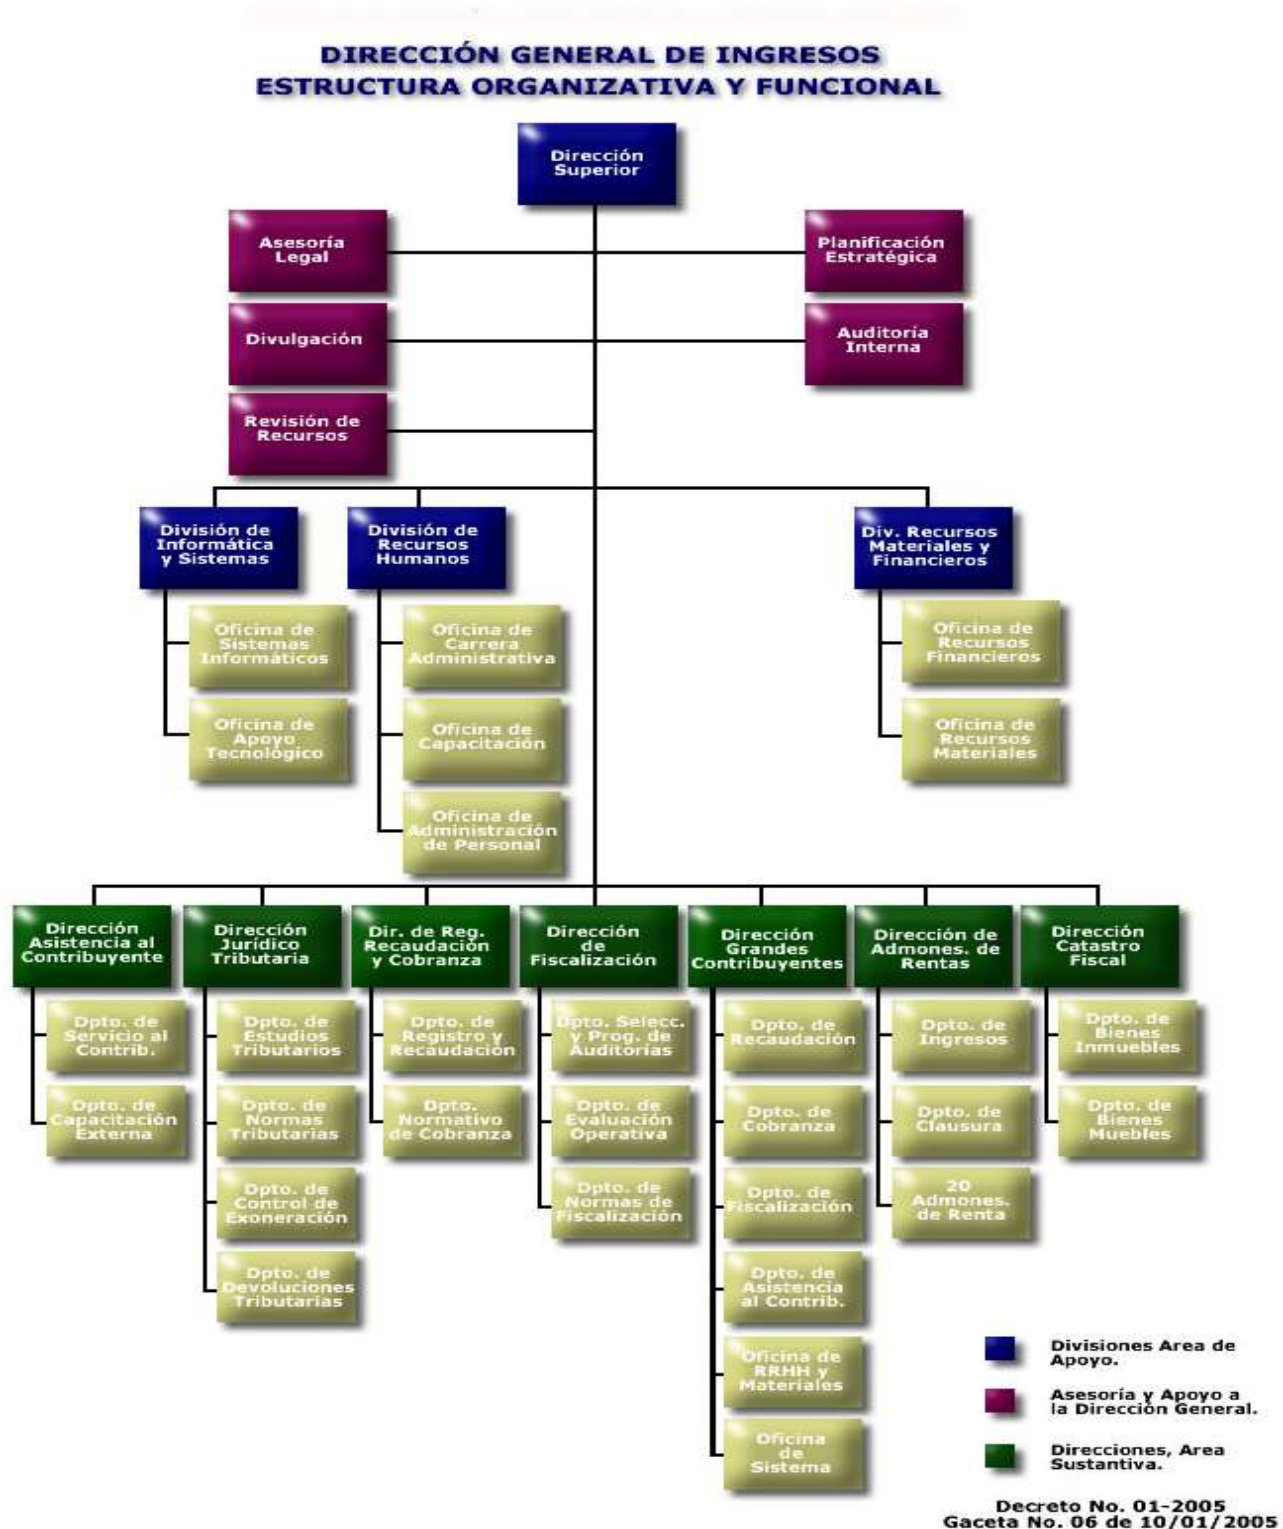 DIRECCIÓN GENERAL DE INGRESOS
ESTRUCTURA ORGANIZATIVA Y FUNCIONAL
Dirección
Superior
Asesoría
Legal
Planificación
Estratégica
Divulgación
Auditoría
Interna
Revisión de
Recursos
División de
Informática
y Sistemas
División de
Recursos
Humanos
Div. Recursos
Materiales y
Financieros
Oficina de
Sistemas
Informáticos
Oficina de
Apoyo
Tecnológico
Oficina de
Carrera
Administrativa
Oficina de
Capacitación
Oficina de
Administración
de Personal
Oficina de
Recursos
Financieros
Oficina de
Recursos
Materiales
Dirección
Asistencia al
Contribuyente
Dpto. de
Servicio al
Contrib.
Dpto. de
Capacitación
Externa
Dirección
Jurídico
Tributaria
Dpto. de
Estudios
Tributarios
Dpto. de
Normas
Tributarias
Dpto. de
Control de
Exoneración
Dpto. de
Devoluciones
Tributarias
Dir. de Reg.
Recaudación
y Cobranza
Dpto. de
Registro y
Recaudación
Dpto.
Normativo
de Cobranza
Dirección
de
Fiscalización
Dpto. Selecc.
y Prog. de
Auditorías
Dpto. de
Evaluación
Operativa
Dpto. de
Normas de
Fiscalización
Dirección
Grandes
Contribuyentes
Dpto. de
Recaudación
Dpto. de
Cobranza
Dpto. de
Fiscalización
Dpto. de
Asistencia
al Contrib.
Oficina de
RRHH y
Materiales
Oficina
de
Sistema
Dirección de
Admones. de
Rentas
Dpto. de
Ingresos
Dpto. de
Clausura
20
Admones.
de Renta
Dirección
Catastro
Fiscal
Dpto. de
Bienes
Inmuebles
Dpto. de
Bienes
Muebles
Divisiones Area de
Apoyo.
Asesoría y Apoyo a
la Dirección General.
Direcciones, Area
Sustantiva.
Decreto No. 01-2005
Gaceta No. 06 de 10/01/2005